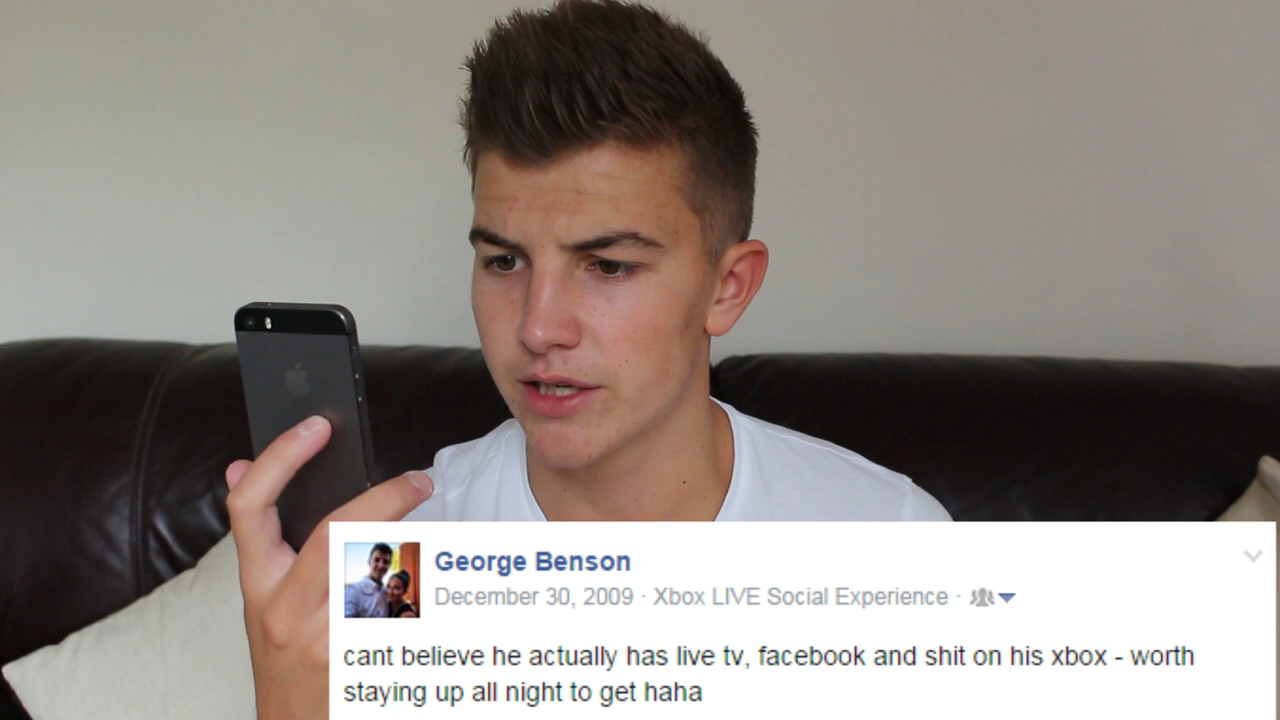 George Benson
December 30, 2009 · Xbox LIVE Social Experience ·
cant believe he actually has live tv, facebook and shit on his xbox - worth
staying up all night to get haha